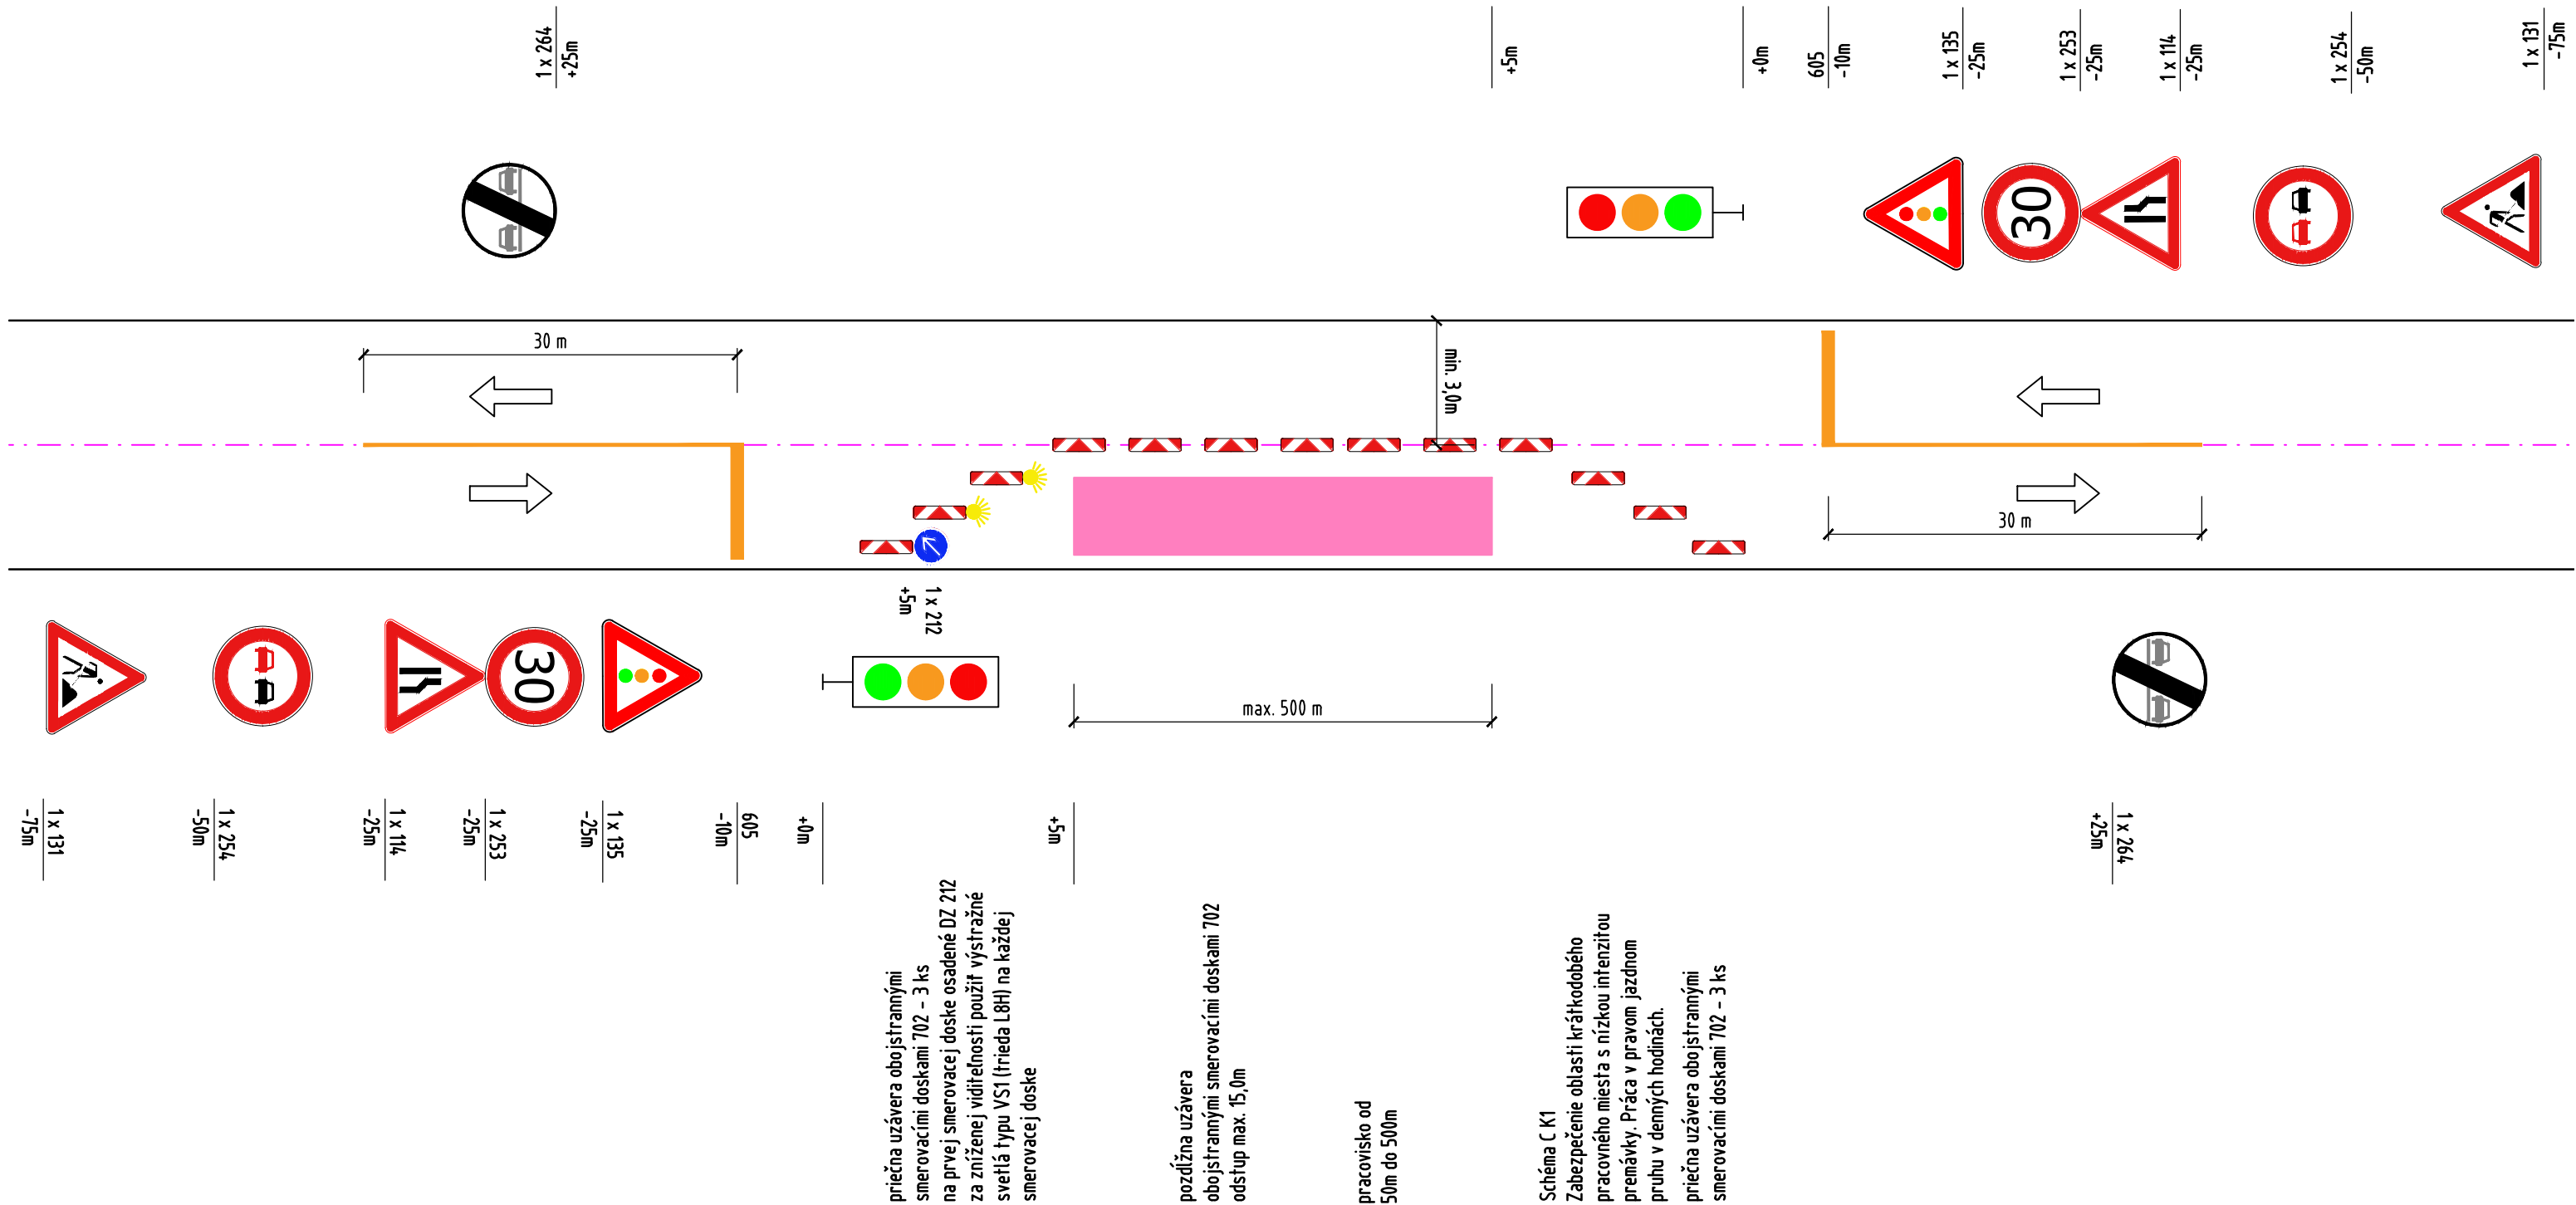 1 x 264
+25m
+5m
+0m
605
-10m
1 x 135
-25m
1 x 253
-25m
1 x 114
-25m
1 x 254
-50m
1 x 131
-75m
30
30 m
min. 3,0m
30 m
1 x 212
+5m
30
max. 500 m
1 x 131
-75m
1 x 254
-50m
1 x 114
-25m
1 x 253
-25m
1 x 135
-25m
605
-10m
+0m
+5m
1 x 264
+25m
priečna uzávera obojstrannými
smerovacími doskami 702 - 3 ks
na prvej smerovacej doske osadené DZ 212
za zníženej viditeľnosti použiť výstražné
svetlá typu VS1 (trieda L8H) na každej
smerovacej doske
pozdĺžna uzávera
obojstrannými smerovacími doskami 702
odstup max. 15,0m
pracovisko od
50m do 500m
Schéma C K1
Zabezpečenie oblasti krátkodobého
pracovného miesta s nízkou intenzitou
premávky. Práca v pravom jazdnom
pruhu v denných hodinách.
priečna uzávera obojstrannými
smerovacími doskami 702 - 3 ks